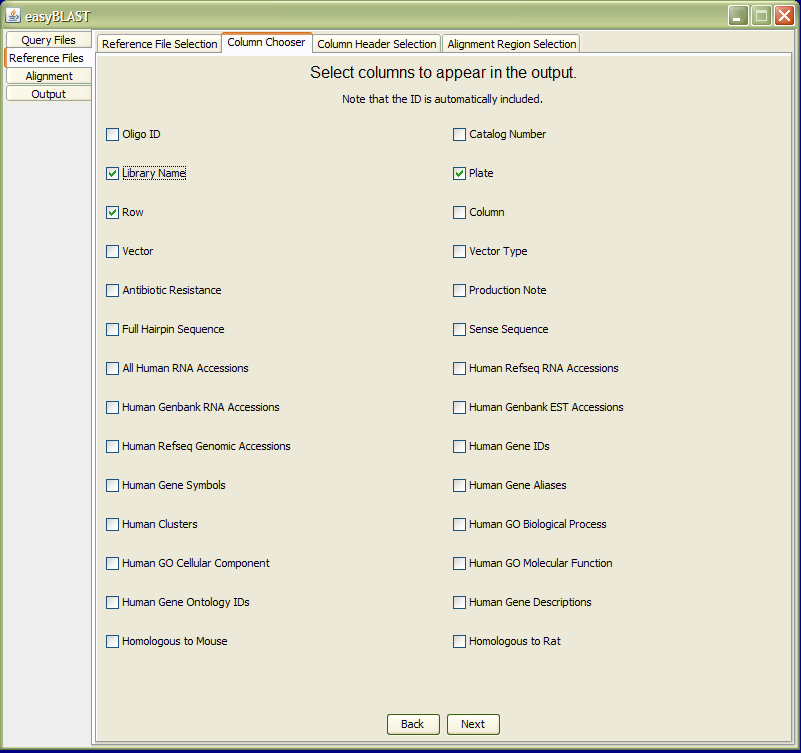 easyBLAST
Query Files
Reference Files
Alignment
Output
Reference File Selection Column Chooser Column Header Selection Alignment Region Selection
Select columns to appear in the output.
Note that the ID is automatically included.
Oligo ID Catalog Number
Library Name Plate
Row Column
Vector Vector Type
Antibiotic Resistance Production Note
Full Hairpin Sequence Sense Sequence
All Human RNA Accessions Human Refseq RNA Accessions
Human Genbank RNA Accessions Human Genbank EST Accessions
Human Refseq Genomic Accessions Human Gene IDs
Human Gene Symbols Human Gene Aliases
Human Clusters Human GO Biological Process
Human GO Cellular Component Human GO Molecular Function
Human Gene Ontology IDs Human Gene Descriptions
Homologous to Mouse Homologous to Rat
Back Next